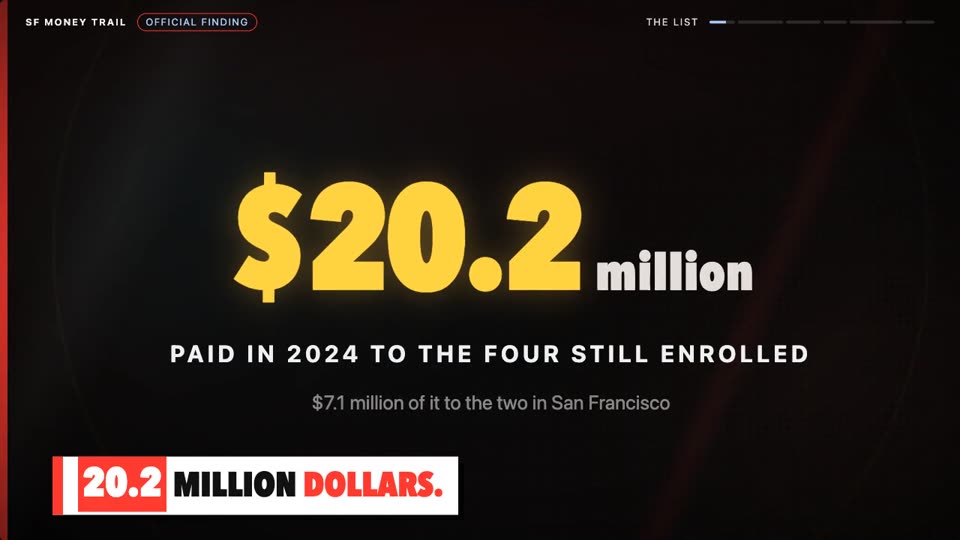 SF MONEY TRAIL OFFICIAL FINDING THE LIST
$20.2 million
PAID IN 2024 TO THE FOUR STILL ENROLLED
$7.1 million of it to the two in San Francisco
20.2 MILLION DOLLARS.